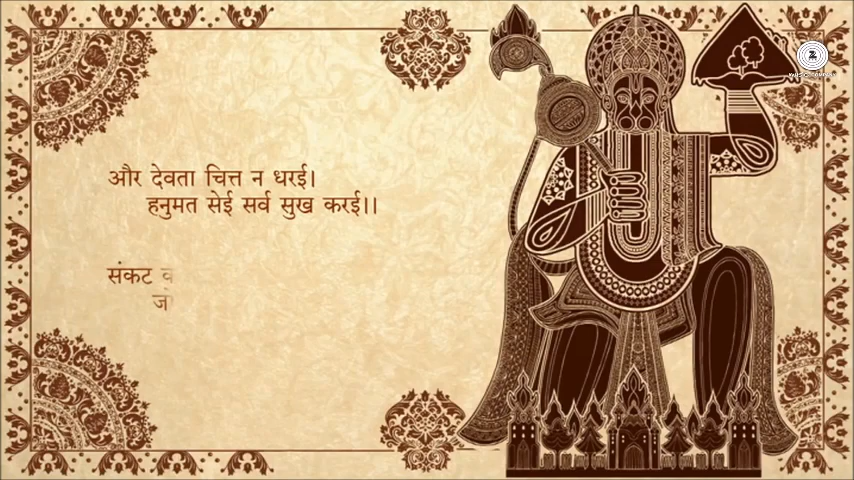 और देवता चित्त न धरई।
हनुमत सेई सर्व सुख करई।।
संकट